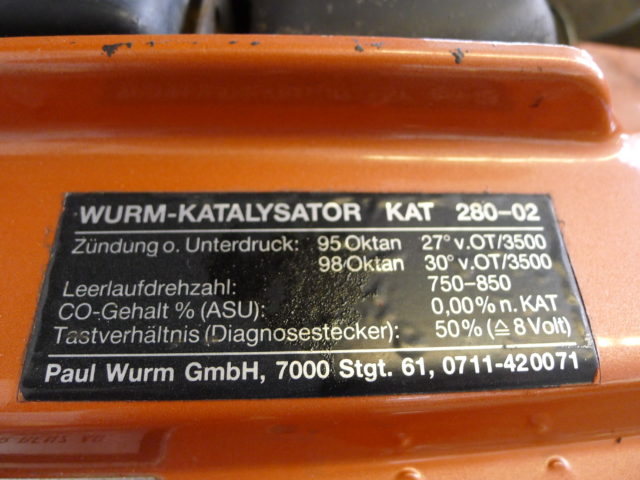 WURM-KATALYSATOR KAT 280-02
Zündung o. Unterdruck: 95 Oktan 27° v.OT/3500
98 Oktan 30° v.OT/3500
Leerlaufdrehzahl: 750-850
CO-Gehalt % (ASU): 0,00% n. KAT
Tastverhältnis (Diagnosestecker): 50% (≙ 8 Volt)
Paul Wurm GmbH, 7000 Stgt. 61, 0711-420071